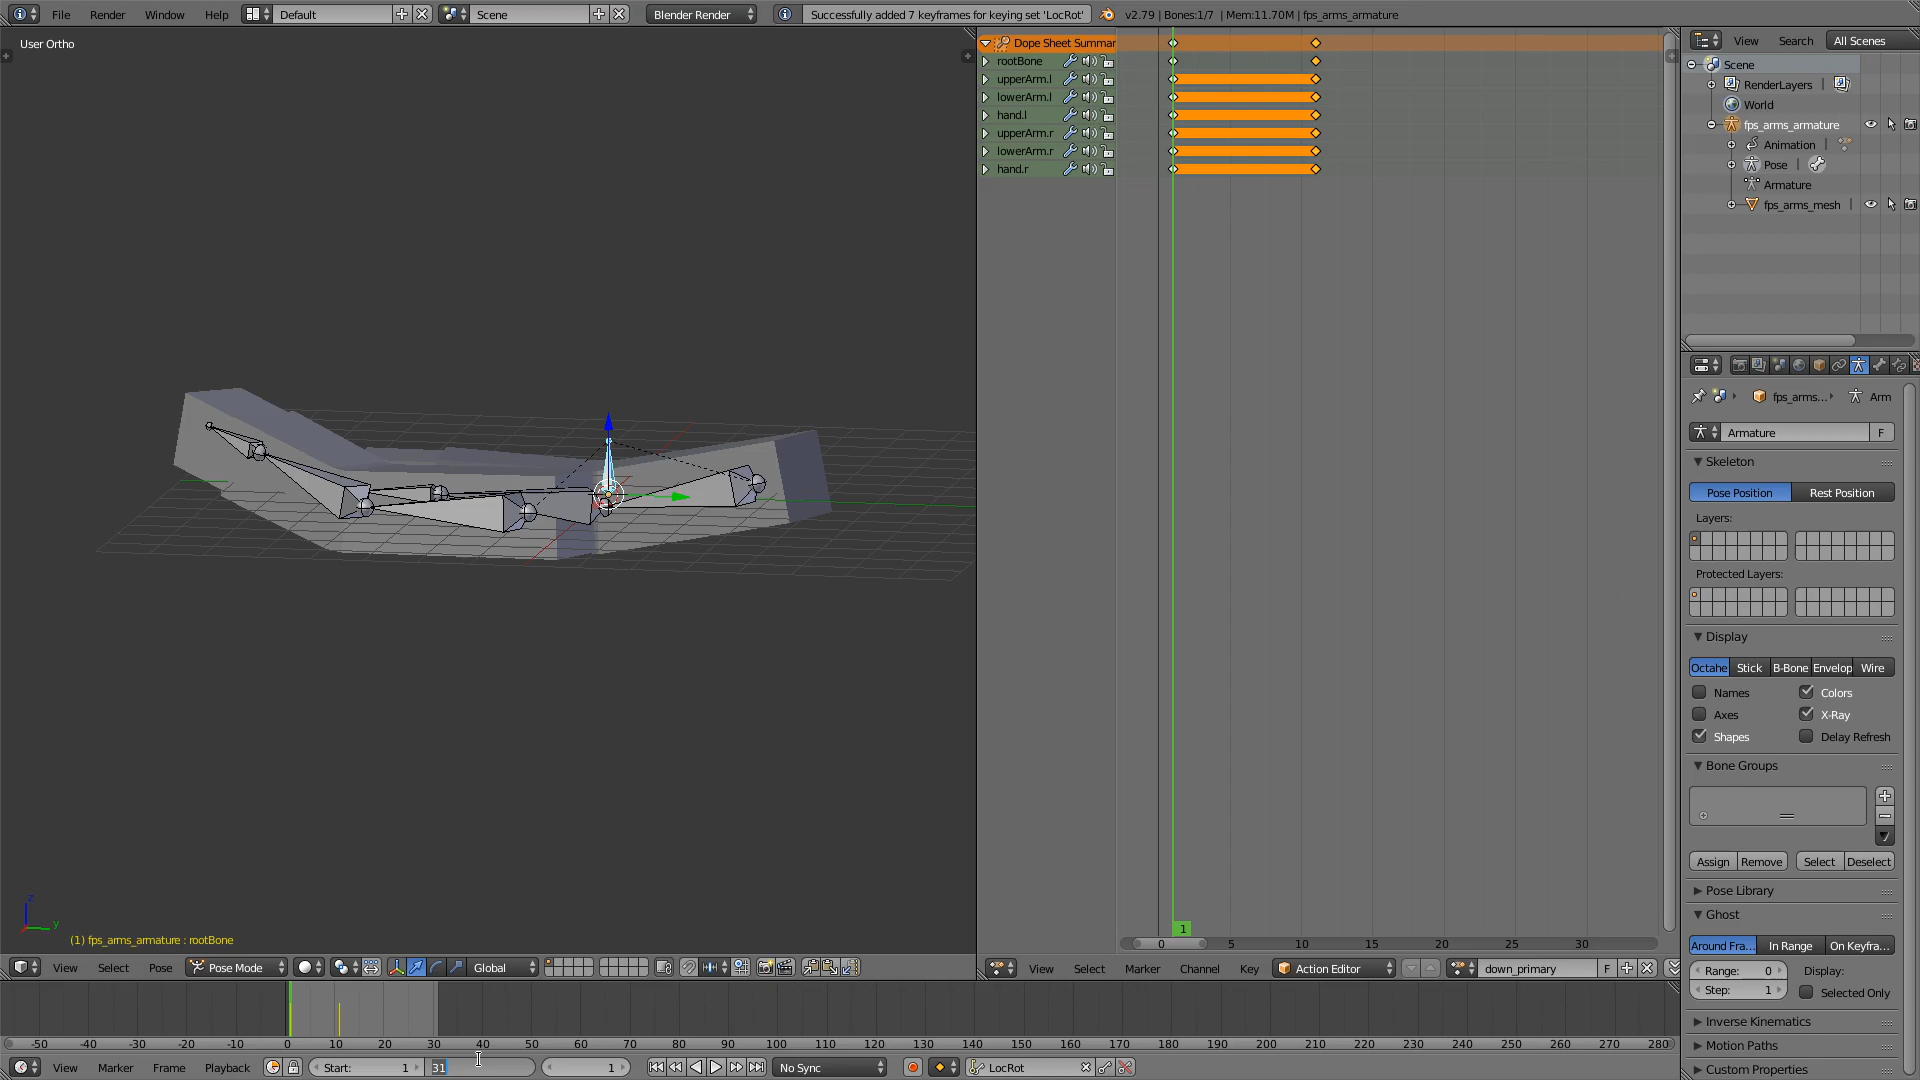 File Render Window Help Default Scene Blender Render Successfully added 7 keyframes for keying set 'LocRot' v2.79 | Bones:1/7 | Mem:11.70M | fps_arms_armature
User Ortho
Dope Sheet Summar
rootBone
upperArm.l
lowerArm.l
hand.l
upperArm.r
lowerArm.r
hand.r
1
0 5 10 15 20 25 30
z
y
(1) fps_arms_armature : rootBone
View Select Pose Pose Mode Global
View Select Marker Channel Key Action Editor down_primary F
-50 -40 -30 -20 -10 0 10 20 30 40 50 60 70 80 90 100 110 120 130 140 150 160 170 180 190 200 210 220 230 240 250 260 270 280
View Marker Frame Playback Start: 1 31 1 No Sync LocRot
View Search All Scenes
Scene
RenderLayers |
World
fps_arms_armature
Animation
Pose
Armature
fps_arms_mesh |
fps_arms... Arm
Armature F
Skeleton
Pose Position Rest Position
Layers:
Protected Layers:
Display
Octahe Stick B-Bone Envelop Wire
Names Colors
Axes X-Ray
Shapes Delay Refresh
Bone Groups
Assign Remove Select Deselect
Pose Library
Ghost
Around Fra... In Range On Keyfra...
Range: 0 Display:
Step: 1 Selected Only
Inverse Kinematics
Motion Paths
Custom Properties